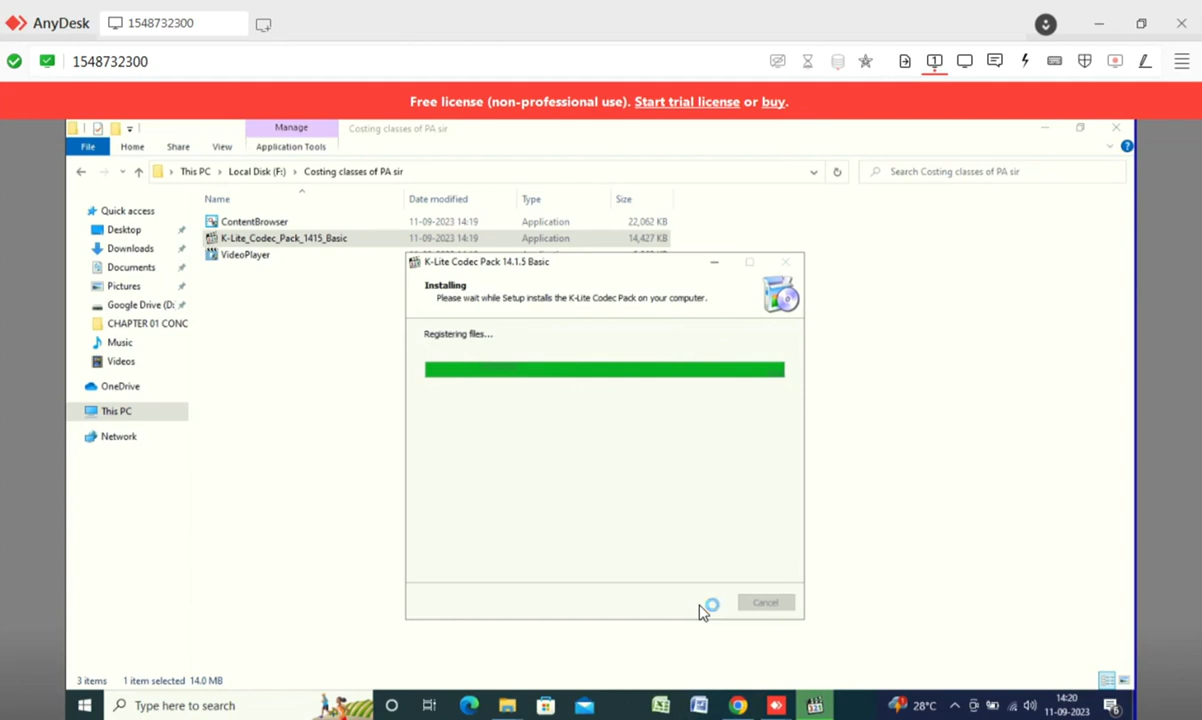 AnyDesk
1548732300
1548732300
Free license (non-professional use). Start trial license or buy.
Manage
Costing classes of PA sir
File
Home
Share
View
Application Tools
This PC › Local Disk (F:) › Costing classes of PA sir
Search Costing classes of PA sir
Name
Date modified
Type
Size
Quick access
Desktop
Downloads
Documents
Pictures
Google Drive (D:
CHAPTER 01 CONC
Music
Videos
OneDrive
This PC
Network
ContentBrowser 11-09-2023 14:19 Application 22,062 KB
K-Lite_Codec_Pack_1415_Basic 11-09-2023 14:19 Application 14,427 KB
VideoPlayer
K-Lite Codec Pack 14.1.5 Basic
Installing
Please wait while Setup installs the K-Lite Codec Pack on your computer.
Registering files...
Cancel
3 items 1 item selected 14.0 MB
Type here to search
28°C
14:20
11-09-2023